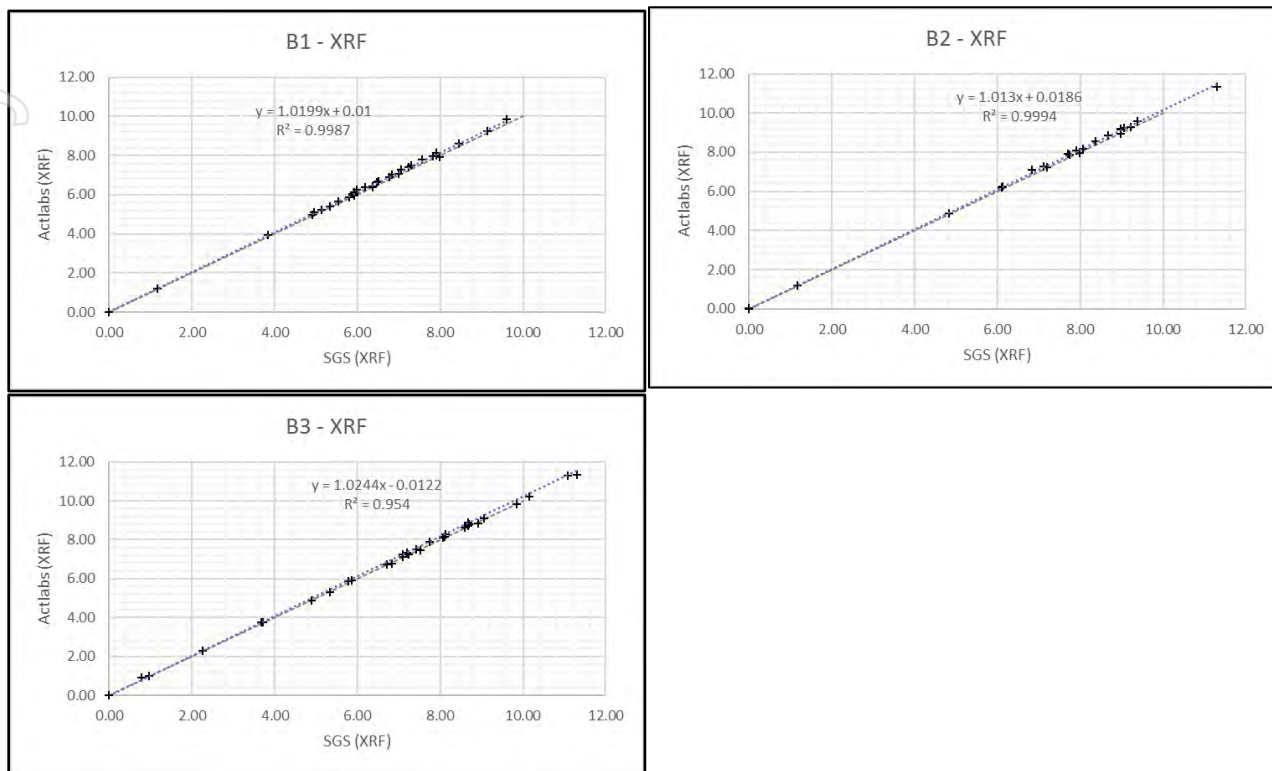 B1 - XRF
12.00
y = 1.0199x + 0.01
R² = 0.9987
10.00
8.00
6.00
4.00
2.00
0.00
Actlabs (XRF)
0.00 2.00 4.00 6.00 8.00 10.00 12.00
SGS (XRF)
B2 - XRF
12.00
y = 1.013x + 0.0186
R² = 0.9994
10.00
8.00
6.00
4.00
2.00
0.00
Actlabs (XRF)
0.00 2.00 4.00 6.00 8.00 10.00 12.00
SGS (XRF)
B3 - XRF
12.00
y = 1.0244x - 0.0122
R² = 0.954
10.00
8.00
6.00
4.00
2.00
0.00
Actlabs (XRF)
0.00 2.00 4.00 6.00 8.00 10.00 12.00
SGS (XRF)